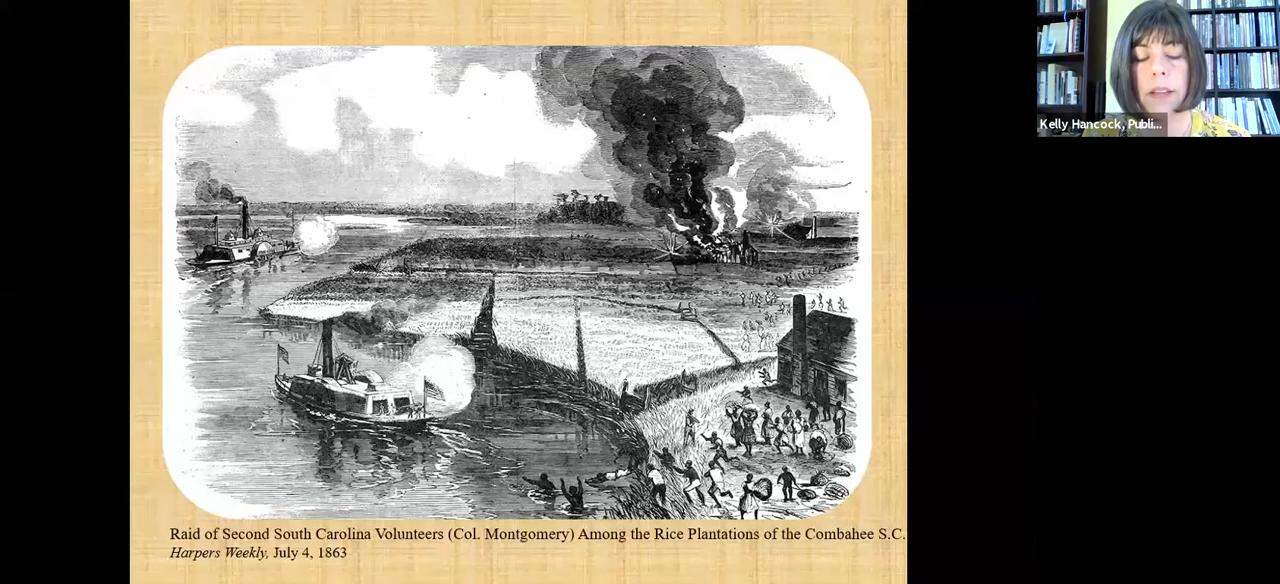 Kelly Hancock, Publi...
Raid of Second South Carolina Volunteers (Col. Montgomery) Among the Rice Plantations of the Combahee S.C.
Harpers Weekly, July 4, 1863